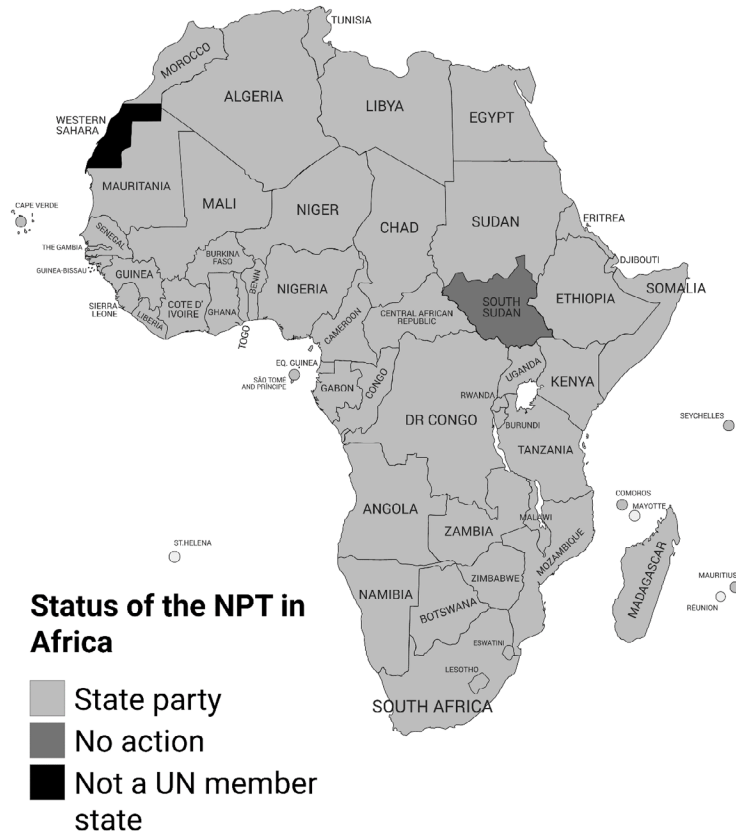 TUNISIA
MOROCCO
ALGERIA
LIBYA
EGYPT
WESTERN
SAHARA
MAURITANIA
MALI
NIGER
CHAD
SUDAN
ERITREA
CAPE VERDE
SENEGAL
THE GAMBIA
GUINEA-BISSAU
GUINEA
BURKINA
FASO
BENIN
NIGERIA
DJIBOUTI
SOMALIA
ETHIOPIA
SOUTH
SUDAN
SIERRA
LEONE
LIBERIA
COTE D'
IVOIRE
GHANA
TOGO
CAMEROON
CENTRAL AFRICAN
REPUBLIC
EQ. GUINEA
SÃO TOMÉ
AND PRÍNCIPE
GABON
CONGO
UGANDA
KENYA
RWANDA
BURUNDI
DR CONGO
TANZANIA
SEYCHELLES
COMOROS
MAYOTTE
ANGOLA
ZAMBIA
MALAWI
MOZAMBIQUE
MADAGASCAR
MAURITIUS
RÉUNION
ST.HELENA
NAMIBIA
ZIMBABWE
BOTSWANA
ESWATINI
LESOTHO
SOUTH AFRICA
Status of the NPT in
Africa
State party
No action
Not a UN member
state